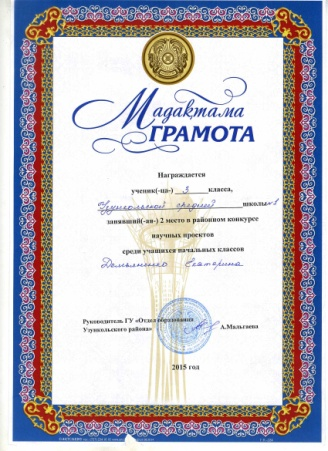 Мадақтама
ГРАМОТА
Награждается
ученик(-ца-) 3 класса,
Узункольской средней школы №1
занявший(-ая-) 2 место в районном конкурсе
научных проектов
среди учащихся начальных классов
Демьяненко Екатерина
Руководитель ГУ «Отдел образования
Узункольского района» А.Мальгаева
2015 год